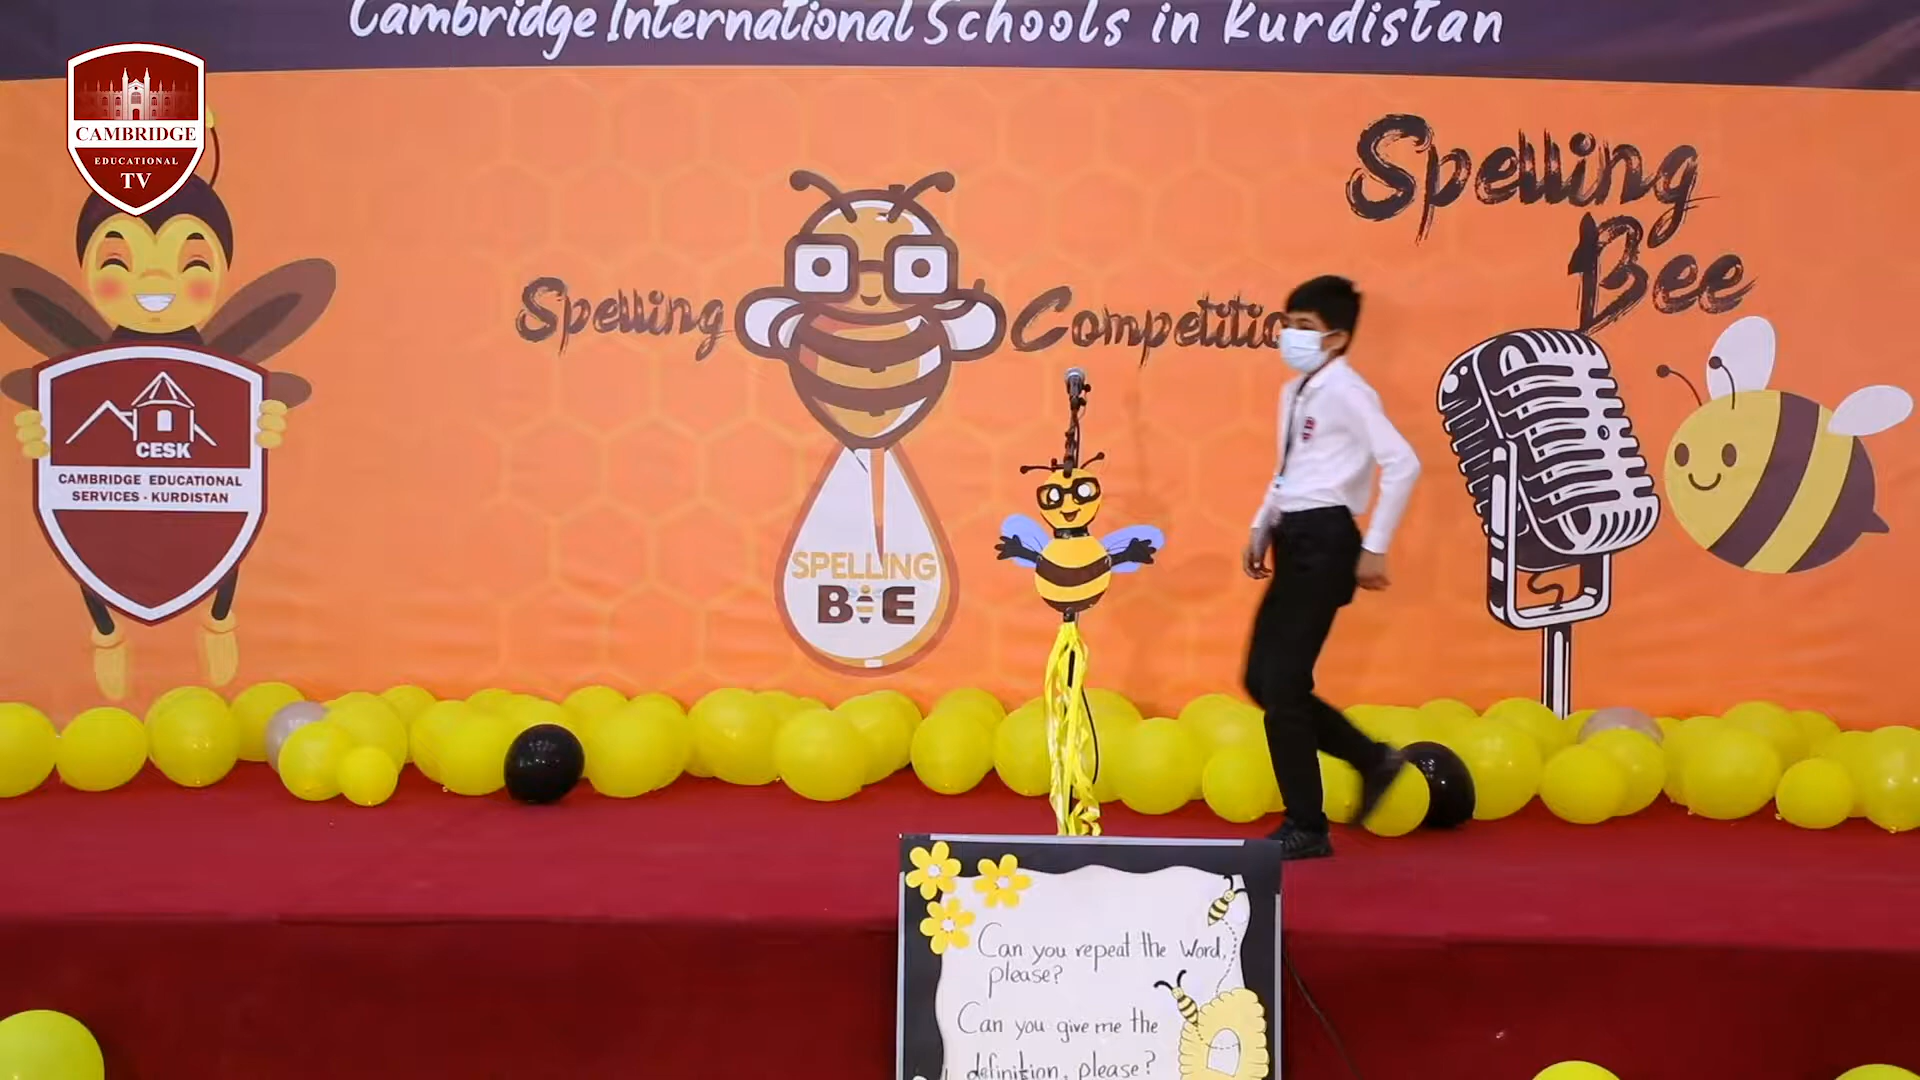 Cambridge International Schools in Kurdistan
CAMBRIDGE
EDUCATIONAL
TV
Spelling
Bee
Spelling
CESK
CAMBRIDGE EDUCATIONAL
SERVICES - KURDISTAN
SPELLING
BEE
Can you repeat the word,
please?
Can you give me the
definition, please?